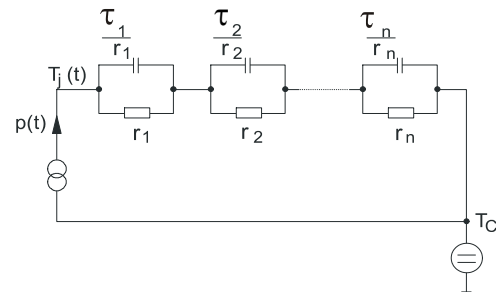 τ1 τ2 τn
r1 r2 rn
Tj (t)
r1 r2 rn
p(t)
TC